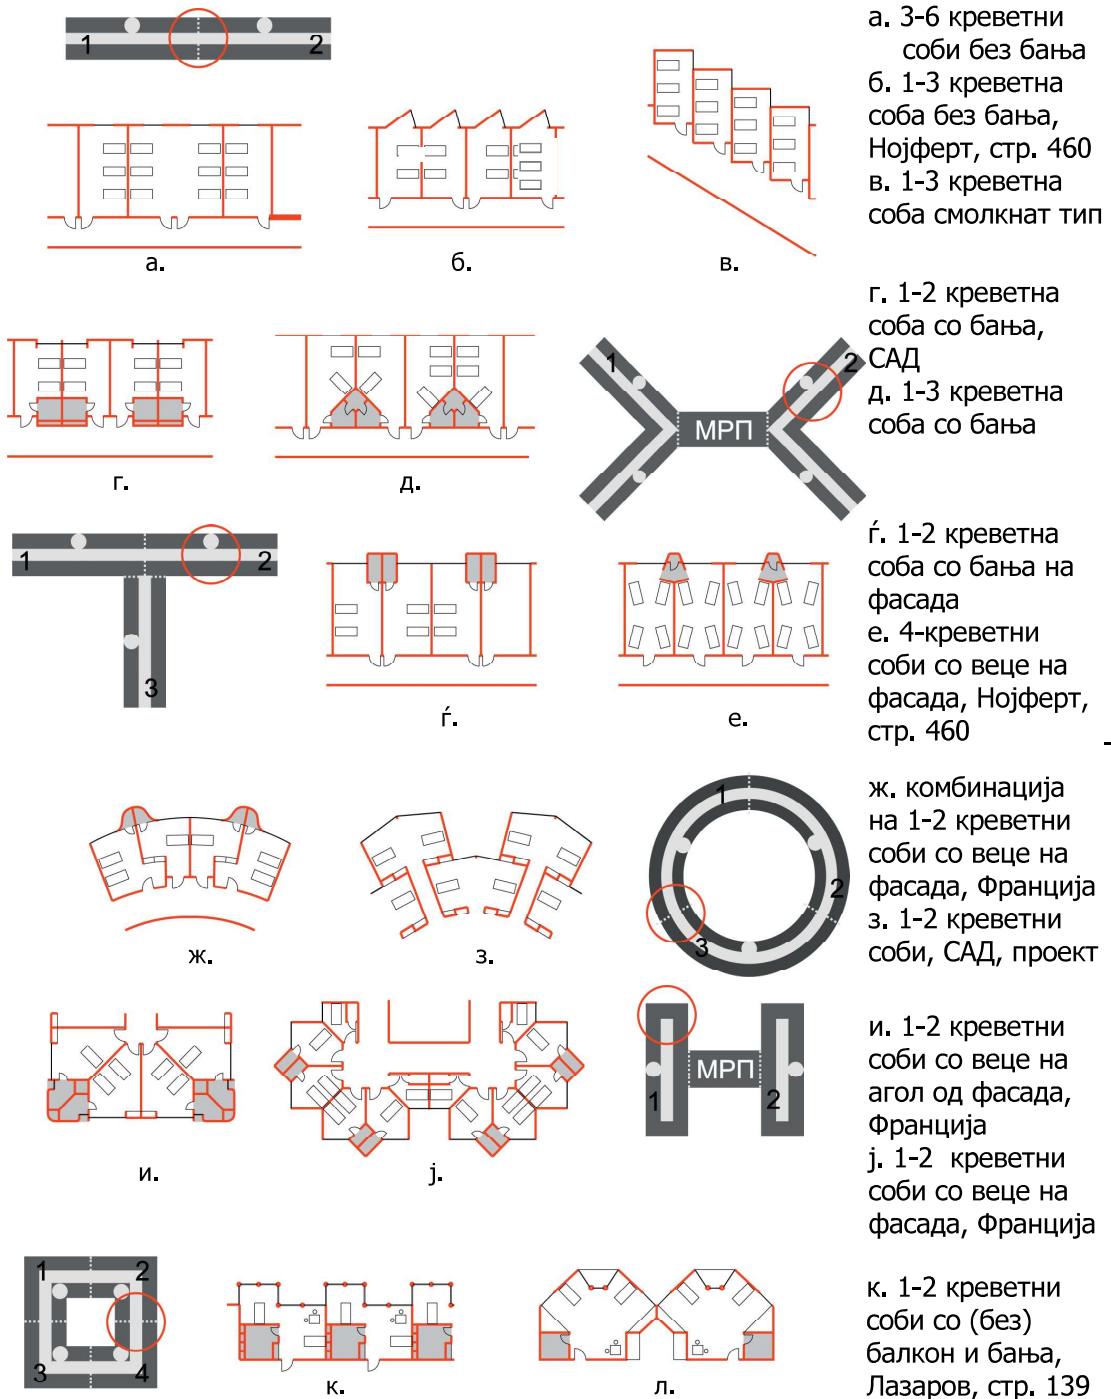 1
2
а. 3-6 креветни
соби без бања
б. 1-3 креветна
соба без бања,
Нојферт, стр. 460
в. 1-3 креветна
соба смолкнат тип
а.
б.
в.
г. 1-2 креветна
соба со бања,
САД
д. 1-3 креветна
соба со бања
1
2
МРП
г.
д.
1
2
3
ѓ. 1-2 креветна
соба со бања на
фасада
е. 4-креветни
соби со веце на
фасада, Нојферт,
стр. 460
-
ѓ.
е.
ж. комбинација
на 1-2 креветни
соби со веце на
фасада, Франција
з. 1-2 креветни
соби, САД, проект
1
2
3
ж.
з.
и. 1-2 креветни
соби со веце на
агол од фасада,
Франција
ј. 1-2 креветни
соби со веце на
фасада, Франција
МРП
1
2
и.
ј.
1
2
3
4
к. 1-2 креветни
соби со (без)
балкон и бања,
Лазаров, стр. 139
к.
л.